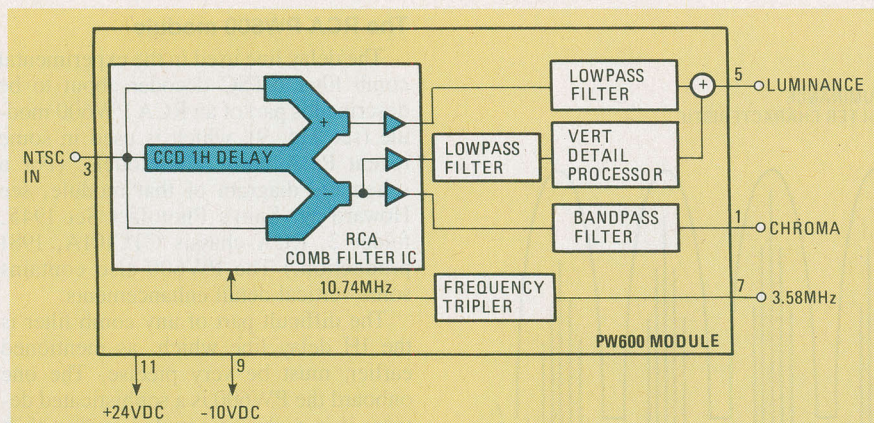 NTSC
IN
3
CCD 1H DELAY
+
−
RCA
COMB FILTER IC
LOWPASS
FILTER
LOWPASS
FILTER
VERT
DETAIL
PROCESSOR
BANDPASS
FILTER
+
5
LUMINANCE
1
CHROMA
10.74MHz
FREQUENCY
TRIPLER
7
3.58MHz
PW600 MODULE
11
9
+24VDC
-10VDC